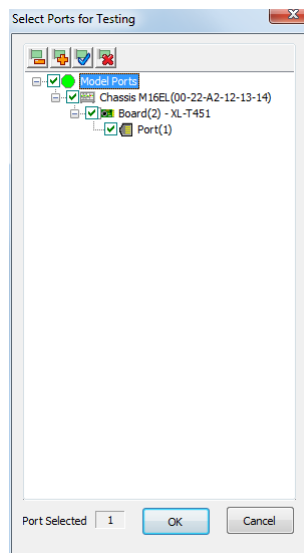 Select Ports for Testing
Model Ports
Chassis M16EL(00-22-A2-12-13-14)
Board(2) - XL-T451
Port(1)
Port Selected 1 OK Cancel